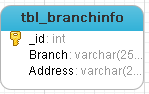 tbl_branchinfo
_id: int
Branch: varchar(25...
Address: varchar(2...